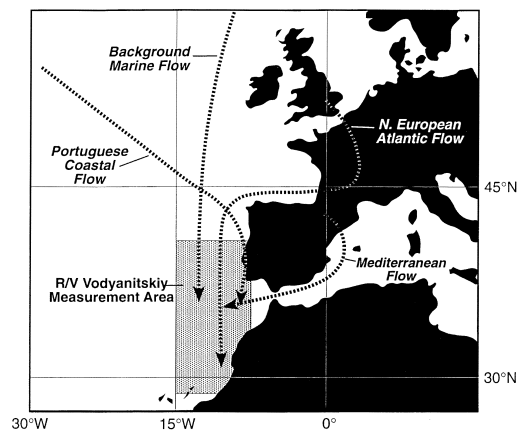 Background
Marine Flow
N. European
Atlantic Flow
Portuguese
Coastal
Flow
45°N
Mediterranean
Flow
R/V Vodyanitskiy
Measurement Area
30°N
30°W
15°W
0°